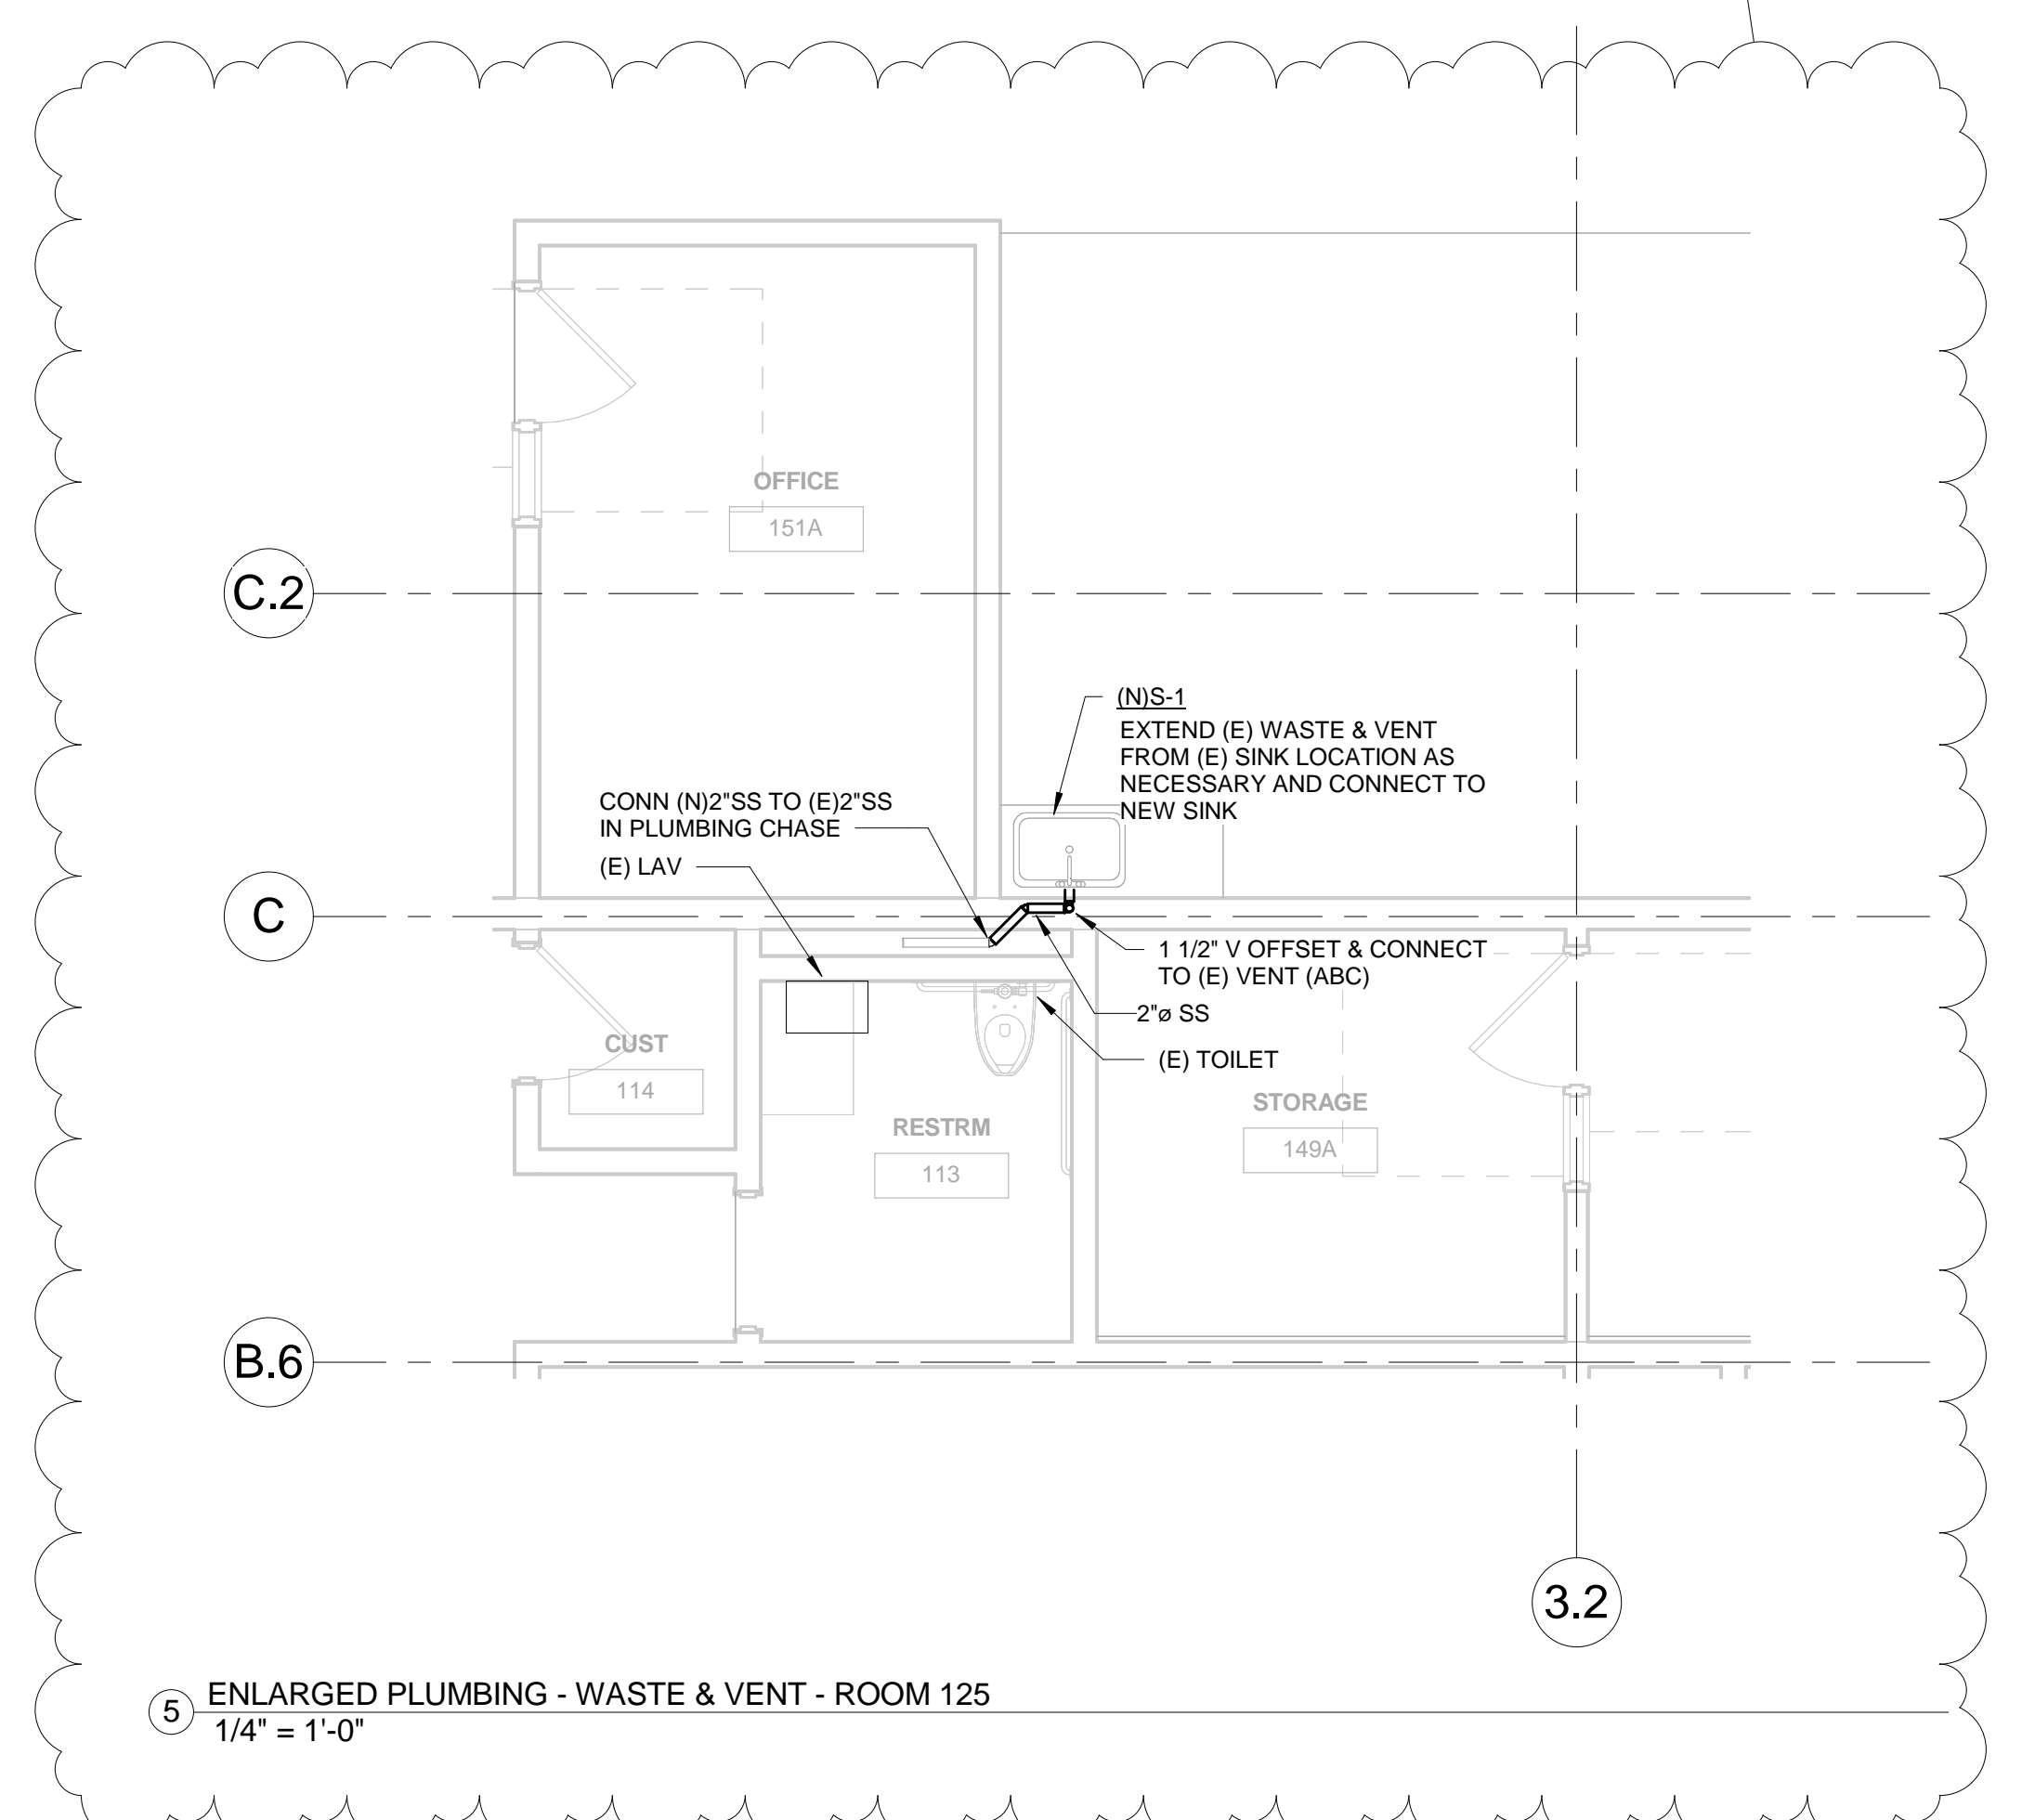 OFFICE
151A
C.2
(N)S-1
EXTEND (E) WASTE & VENT
FROM (E) SINK LOCATION AS
NECESSARY AND CONNECT TO
NEW SINK
CONN (N)2"SS TO (E)2"SS
IN PLUMBING CHASE
(E) LAV
C
1 1/2" V OFFSET & CONNECT
TO (E) VENT (ABC)
2"ø SS
(E) TOILET
CUST
114
RESTRM
113
STORAGE
149A
B.6
3.2
5
ENLARGED PLUMBING - WASTE & VENT - ROOM 125
1/4" = 1'-0"